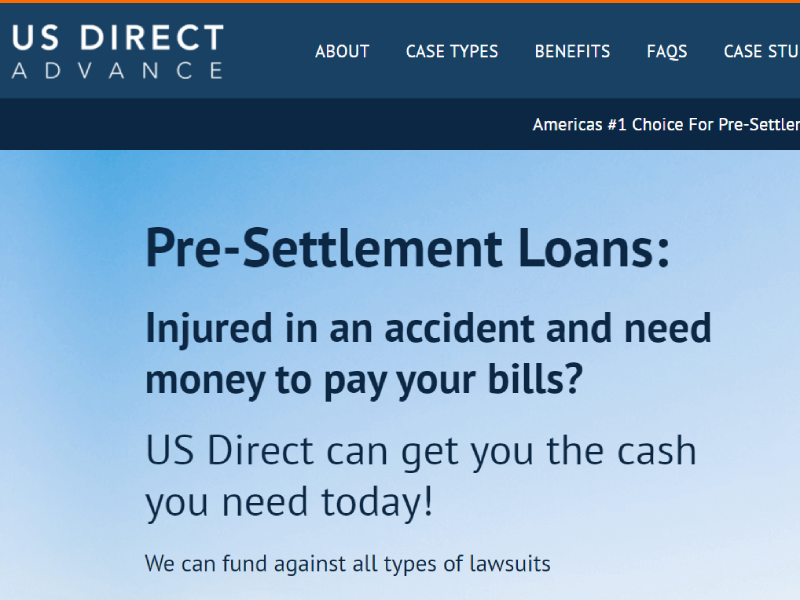 US DIRECT
ADVANCE
ABOUT CASE TYPES BENEFITS FAQS CASE STU
Americas #1 Choice For Pre-Settler
Pre-Settlement Loans:
Injured in an accident and need
money to pay your bills?
US Direct can get you the cash
you need today!
We can fund against all types of lawsuits